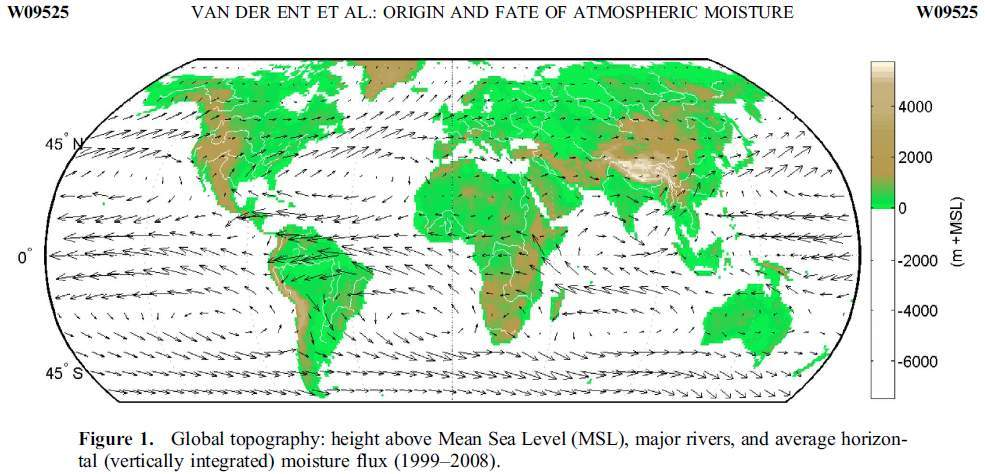 W09525 VAN DER ENT ET AL.: ORIGIN AND FATE OF ATMOSPHERIC MOISTURE W09525
45° N
0°
45° S
4000
2000
0
-2000
-4000
-6000
(m +MSL)
Figure 1. Global topography: height above Mean Sea Level (MSL), major rivers, and average horizon-
tal (vertically integrated) moisture flux (1999–2008).